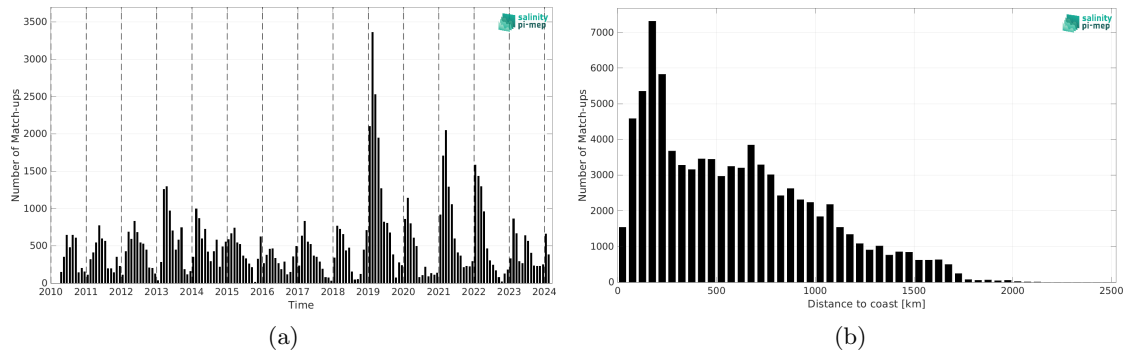 3500
3000
2500
2000
1500
1000
500
0
2010 2011 2012 2013 2014 2015 2016 2017 2018 2019 2020 2021 2022 2023 2024
Number of Match-ups
Time
salinity
pi-mep
(a)
7000
6000
5000
4000
3000
2000
1000
0
0 500 1000 1500 2000 2500
Number of Match-ups
Distance to coast [km]
salinity
pi-mep
(b)